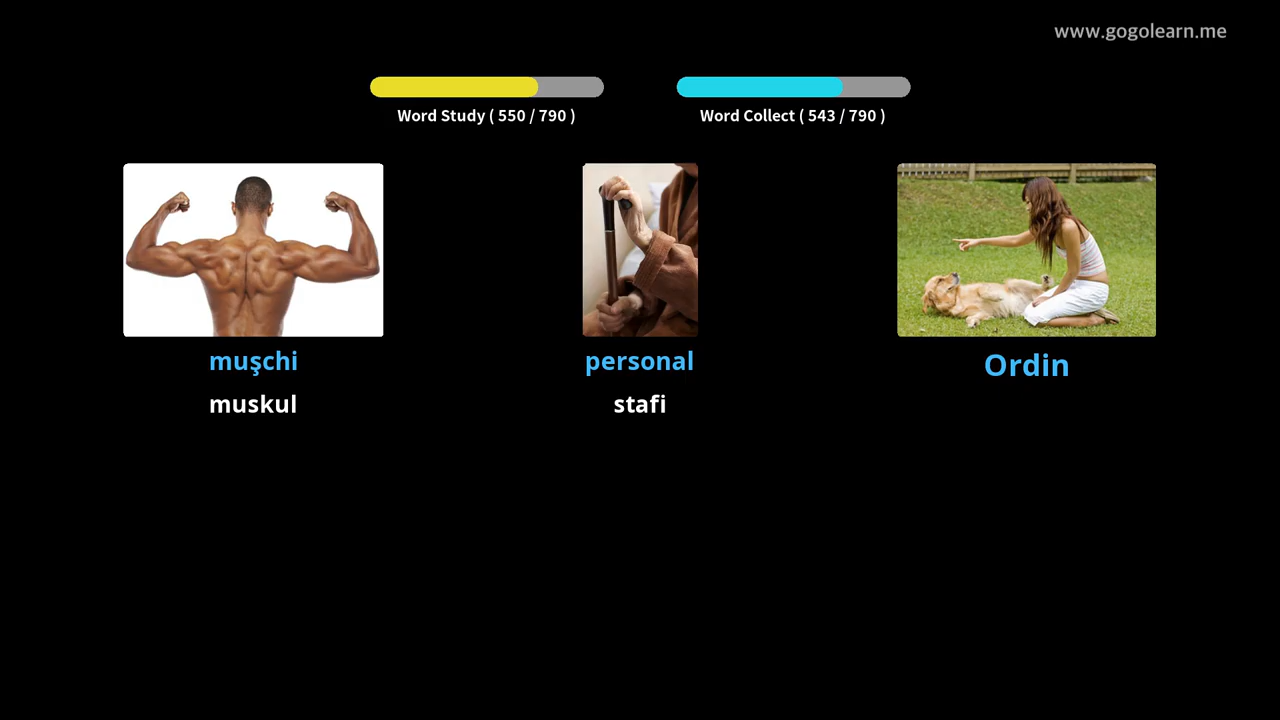 www.gogolearn.me
Word Study ( 550 / 790 )
Word Collect ( 543 / 790 )
muşchi
personal
Ordin
muskul
stafi